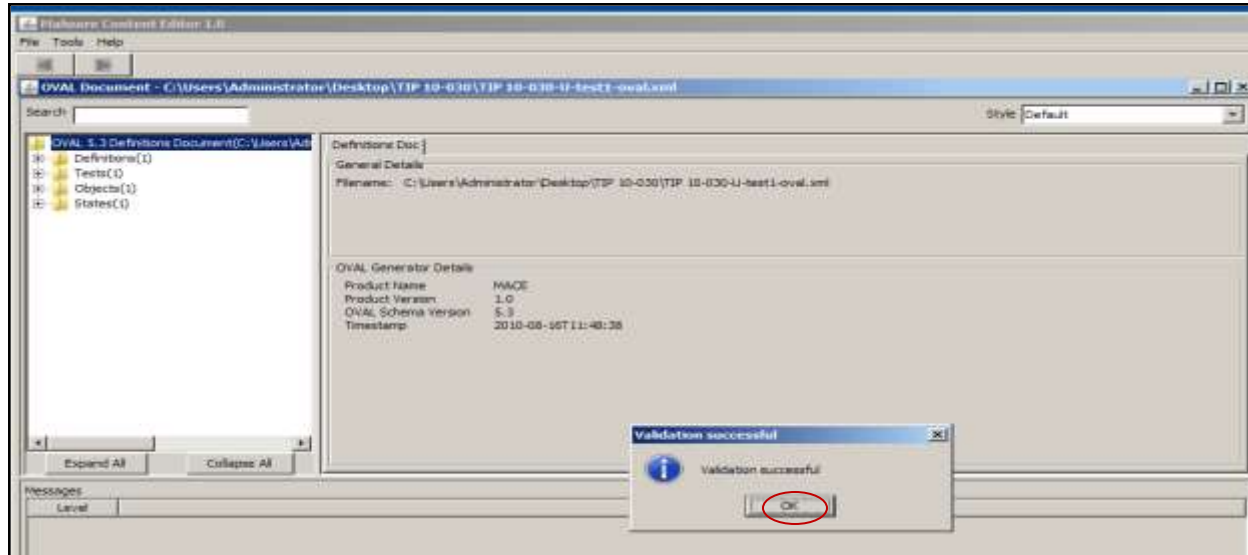 Malware Content Editor 1.0
File Tools Help
OVAL Document - C:\Users\Administrator\Desktop\TIP 10-030\TIP 10-030-U-test1-oval.xml
Search
Style Default
OVAL 5.3 Definitions Document(C:\Users\Adm
Definitions(1)
Tests(1)
Objects(1)
States(1)
Expand All
Collapse All
Definitions Doc
General Details
Filename: C:\Users\Administrator\Desktop\TIP 10-030\TIP 10-030-U-test1-oval.xml
OVAL Generator Details
Product Name MACE
Product Version 1.0
OVAL Schema Version 5.3
Timestamp 2010-08-16T11:48:38
Validation successful
Validation successful
OK
Messages
Level